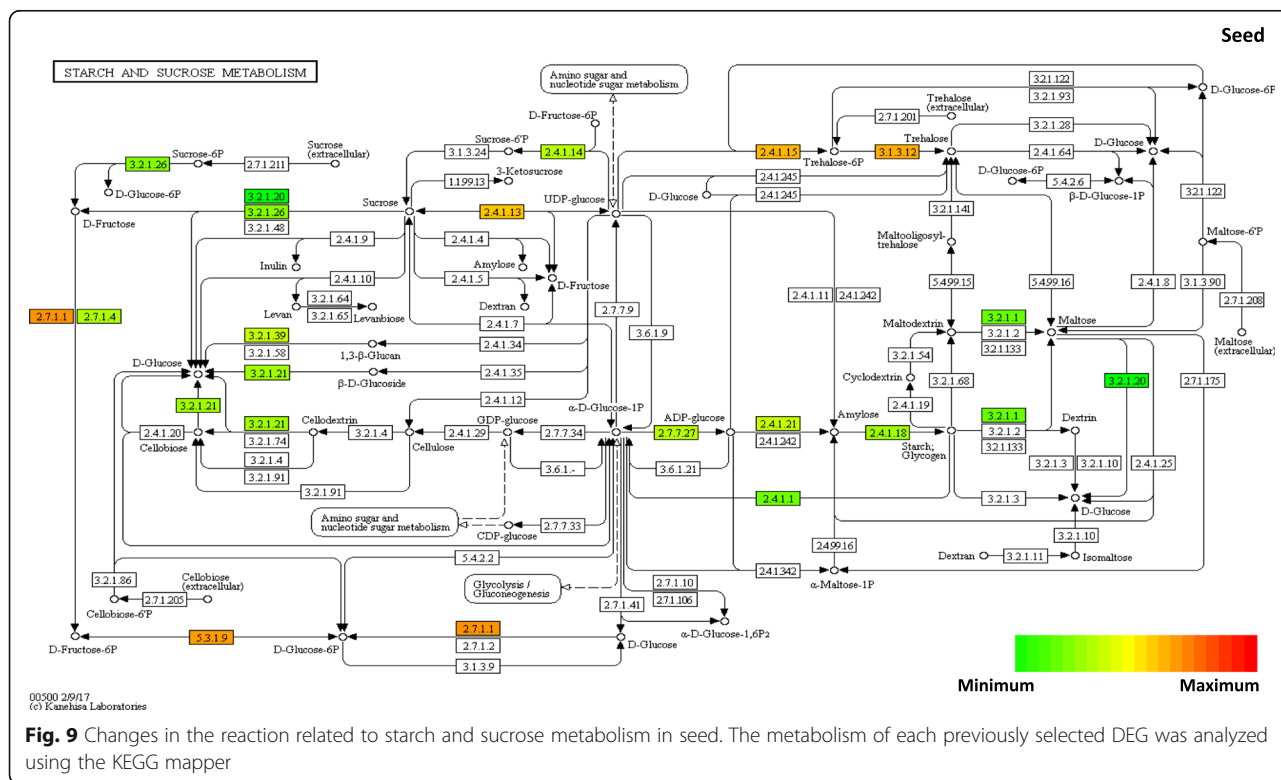 Seed
STARCH AND SUCROSE METABOLISM
Amino sugar and
nucleotide sugar metabolism
3.2.1.122
3.2.1.93
D-Glucose-6P
D-Fructose-6P
Trehalose
(extracellular)
2.7.1.201
Sucrose
(extracellular)
Sucrose-6'P
3.1.3.24
2.4.1.14
2.4.1.15
Trehalose-6P
3.1.3.12
Trehalose
3.2.1.28
D-Glucose
2.4.1.64
3.2.1.26
Sucrose-6P
2.7.1.211
D-Glucose-6P
3-Ketosucrose
1.1.99.13
2.4.1.245
D-Glucose
2.4.1.245
D-Glucose-6P
5.4.2.6
β-D-Glucose-1P
3.2.1.122
3.2.1.20
3.2.1.26
3.2.1.48
D-Fructose
Sucrose
2.4.1.13
UDP-glucose
3.2.1.141
Maltooligosyl-
trehalose
Maltose-6'P
2.4.1.9
Inulin
2.4.1.4
Amylose
2.4.1.10
2.4.1.5
D-Fructose
Levan
3.2.1.64
3.2.1.65
Levanbiose
Dextran
2.4.1.7
2.7.7.9
3.6.1.9
2.4.1.11
2.4.1.242
5.4.99.15
5.4.99.16
2.4.1.8
3.1.3.90
2.7.1.208
2.7.1.1
2.7.1.4
3.2.1.39
3.2.1.58
1,3-β-Glucan
2.4.1.34
Maltodextrin
3.2.1.1
3.2.1.2
3.2.1.133
Maltose
Maltose
(extracellular)
D-Glucose
3.2.1.21
β-D-Glucoside
2.4.1.35
3.2.1.54
Cyclodextrin
3.2.1.68
3.2.1.20
2.7.1.175
3.2.1.21
2.4.1.12
α-D-Glucose-1P
2.4.1.19
2.4.1.20
Cellobiose
3.2.1.21
3.2.1.74
3.2.1.4
3.2.1.91
Cellodextrin
3.2.1.4
Cellulose
2.4.1.29
GDP-glucose
2.7.7.34
2.7.7.27
ADP-glucose
2.4.1.21
2.4.1.242
Amylose
2.4.1.18
Starch;
Glycogen
3.2.1.1
3.2.1.2
3.2.1.133
Dextrin
3.6.1.-
3.6.1.21
3.2.1.3
3.2.1.10
2.4.1.25
3.2.1.91
2.4.1.1
3.2.1.3
D-Glucose
Amino sugar and
nucleotide sugar metabolism
CDP-glucose
2.7.7.33
3.2.1.10
5.4.2.2
2.4.99.16
Dextran
3.2.1.11
Isomaltose
3.2.1.86
Cellobiose
(extracellular)
2.7.1.205
Cellobiose-6'P
Glycolysis /
Gluconeogenesis
2.4.1.342
α-Maltose-1P
2.7.1.10
2.7.1.106
2.7.1.41
α-D-Glucose-1,6P2
D-Fructose-6P
5.3.1.9
D-Glucose-6P
2.7.1.1
2.7.1.2
3.1.3.9
D-Glucose
Minimum
Maximum
00500 2/9/17
(c) Kanehisa Laboratories
Fig. 9 Changes in the reaction related to starch and sucrose metabolism in seed. The metabolism of each previously selected DEG was analyzed
using the KEGG mapper